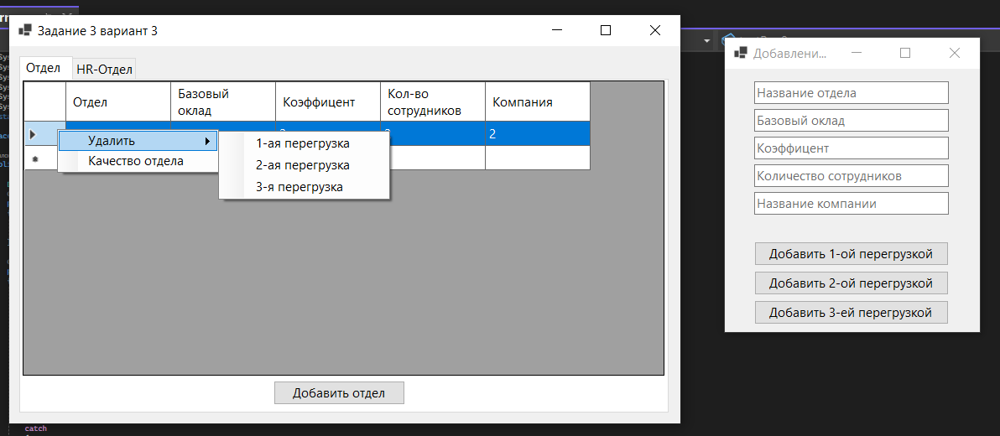 Задание 3 вариант 3
Отдел
HR-Отдел
Отдел
Базовый
оклад
Коэффицент
Кол-во
сотрудников
Компания
2
Удалить
Качество отдела
1-ая перегрузка
2-ая перегрузка
3-я перегрузка
Добавить отдел
catch
Добавлени...
Название отдела
Базовый оклад
Коэффицент
Количество сотрудников
Название компании
Добавить 1-ой перегрузкой
Добавить 2-ой перегрузкой
Добавить 3-ей перегрузкой